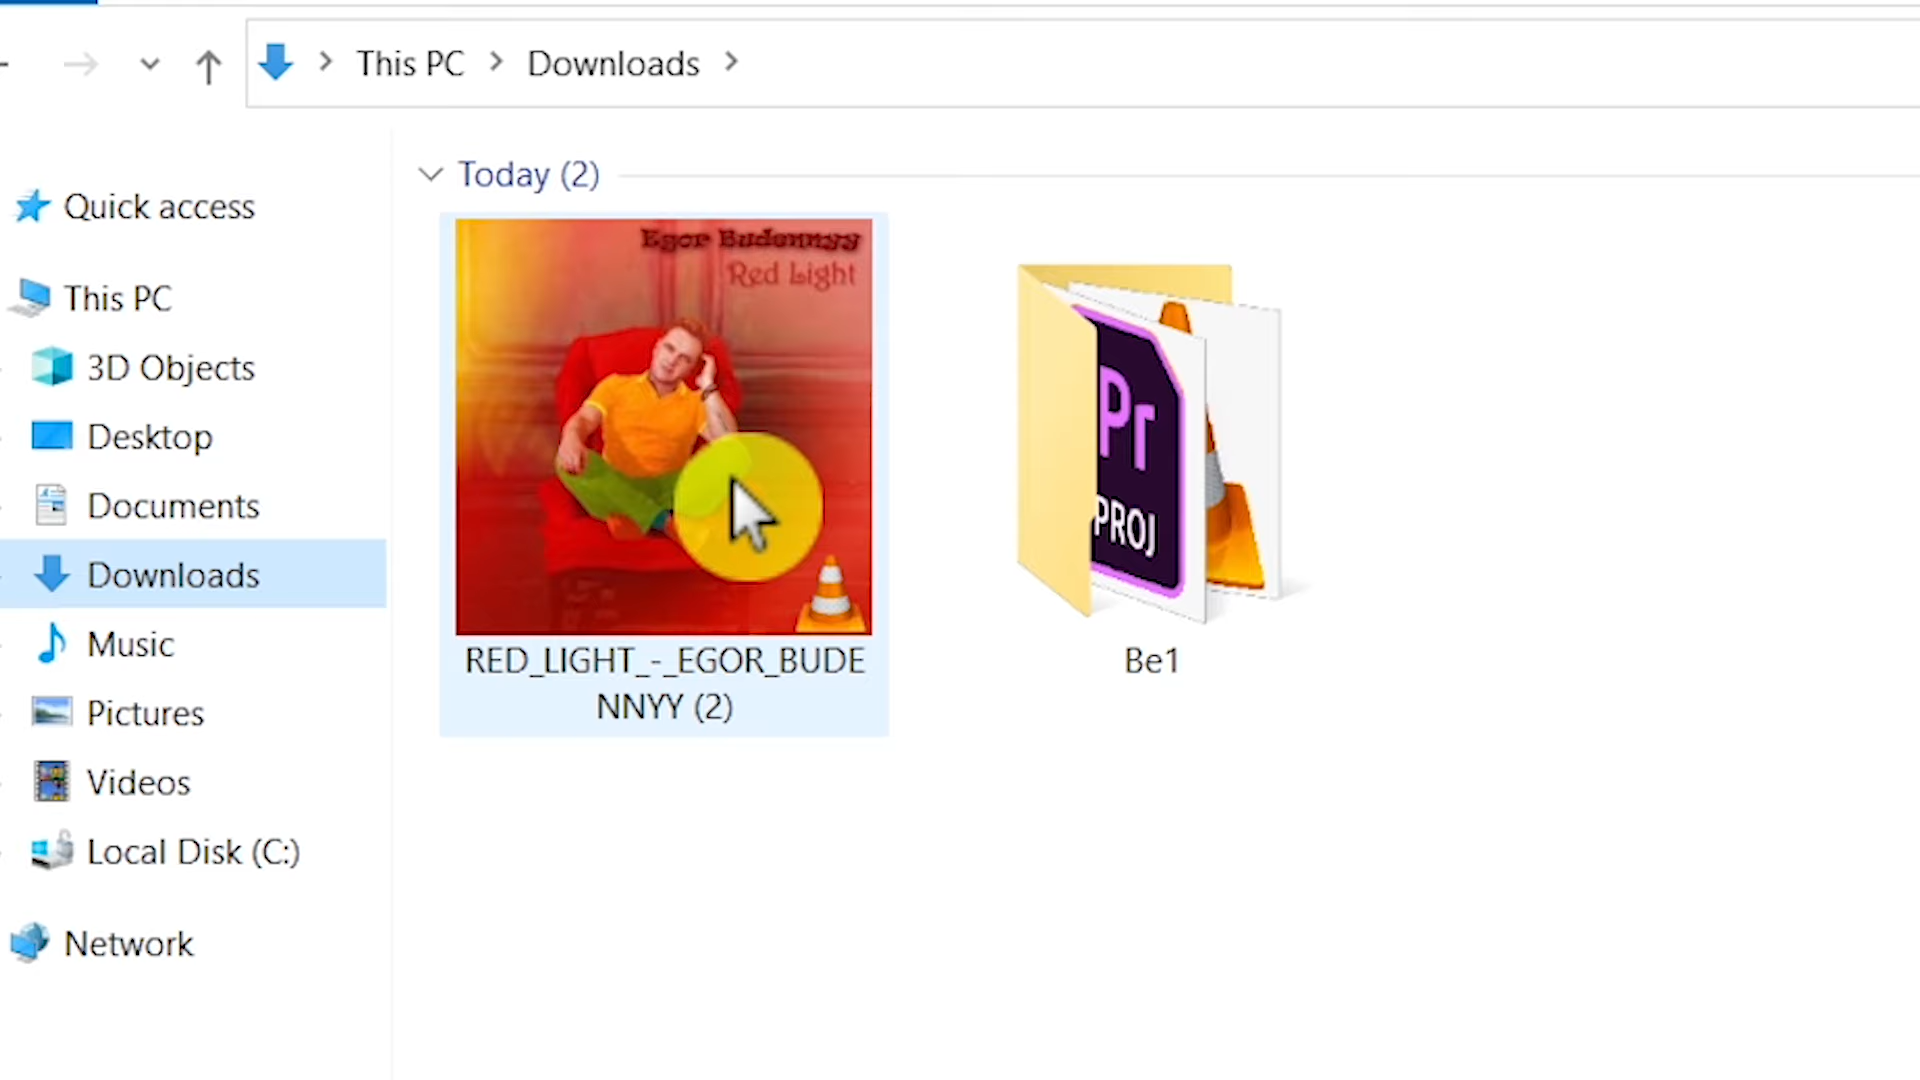 This PC
Downloads
Today (2)
Quick access
This PC
3D Objects
Desktop
Documents
Downloads
Music
Pictures
Videos
Local Disk (C:)
Network
Egor Budennyy
Red Light
RED_LIGHT_-_EGOR_BUDE
NNYY (2)
Pr
PROJ
Be1